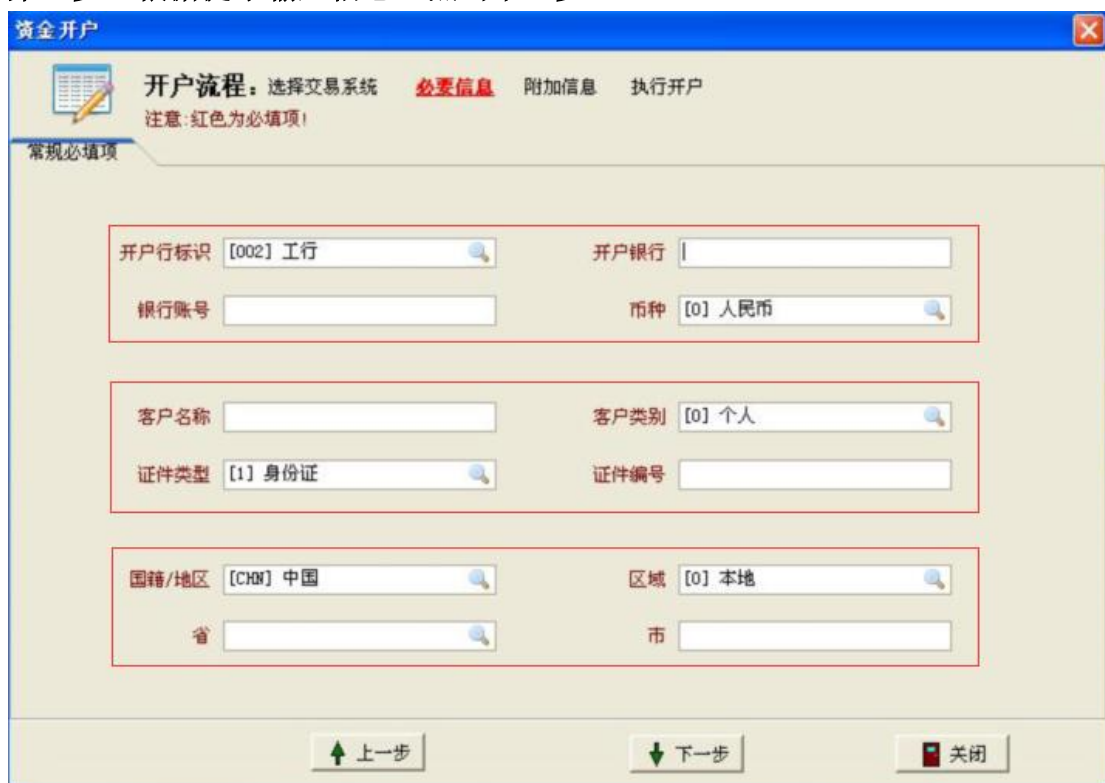 资金开户
开户流程：选择交易系统 必要信息 附加信息 执行开户
注意:红色为必填项!
常规必填项
开户行标识 [002] 工行 开户银行
银行账号 币种 [0] 人民币
客户名称 客户类别 [0] 个人
证件类型 [1] 身份证 证件编号
国籍/地区 [CHN] 中国 区域 [0] 本地
省 市
上一步 下一步 关闭